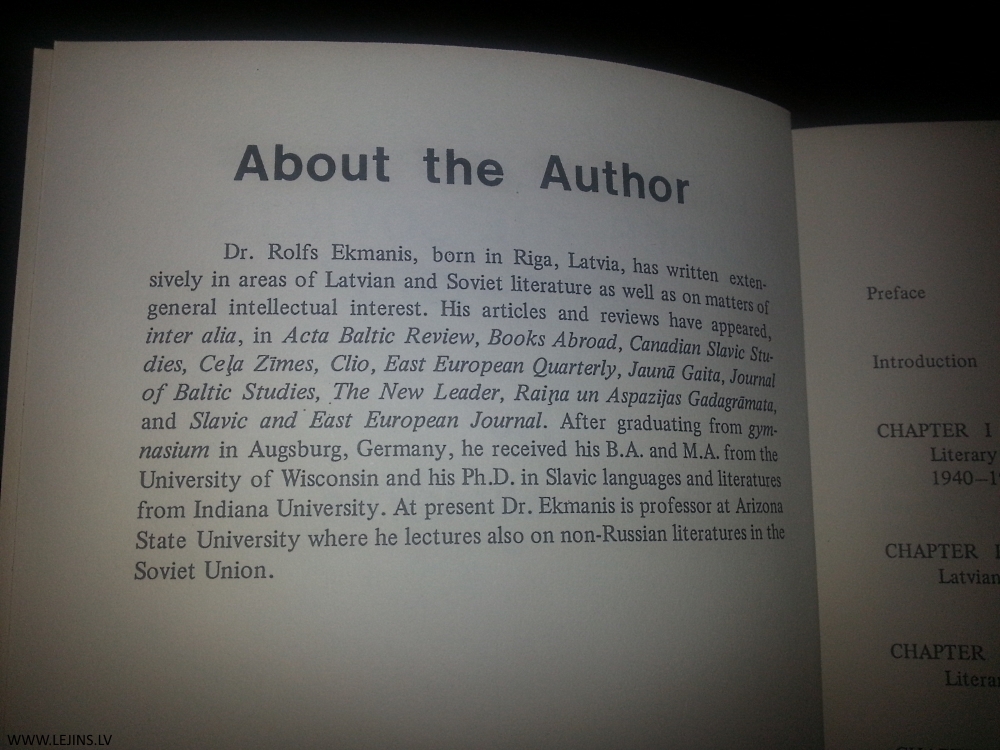 About the Author
Dr. Rolfs Ekmanis, born in Riga, Latvia, has written exten-
sively in areas of Latvian and Soviet literature as well as on matters of
general intellectual interest. His articles and reviews have appeared,
inter alia, in Acta Baltic Review, Books Abroad, Canadian Slavic Stu-
dies, Ceļa Zīmes, Clio, East European Quarterly, Jaunā Gaita, Journal
of Baltic Studies, The New Leader, Raiņa un Aspazijas Gadagrāmata,
and Slavic and East European Journal. After graduating from gym-
nasium in Augsburg, Germany, he received his B.A. and M.A. from the
University of Wisconsin and his Ph.D. in Slavic languages and literatures
from Indiana University. At present Dr. Ekmanis is professor at Arizona
State University where he lectures also on non-Russian literatures in the
Soviet Union.
Preface
Introduction
CHAPTER I
Literary
1940–1
CHAPTER
Latvian
CHAPTER
Litera
WWW.LEJINS.LV